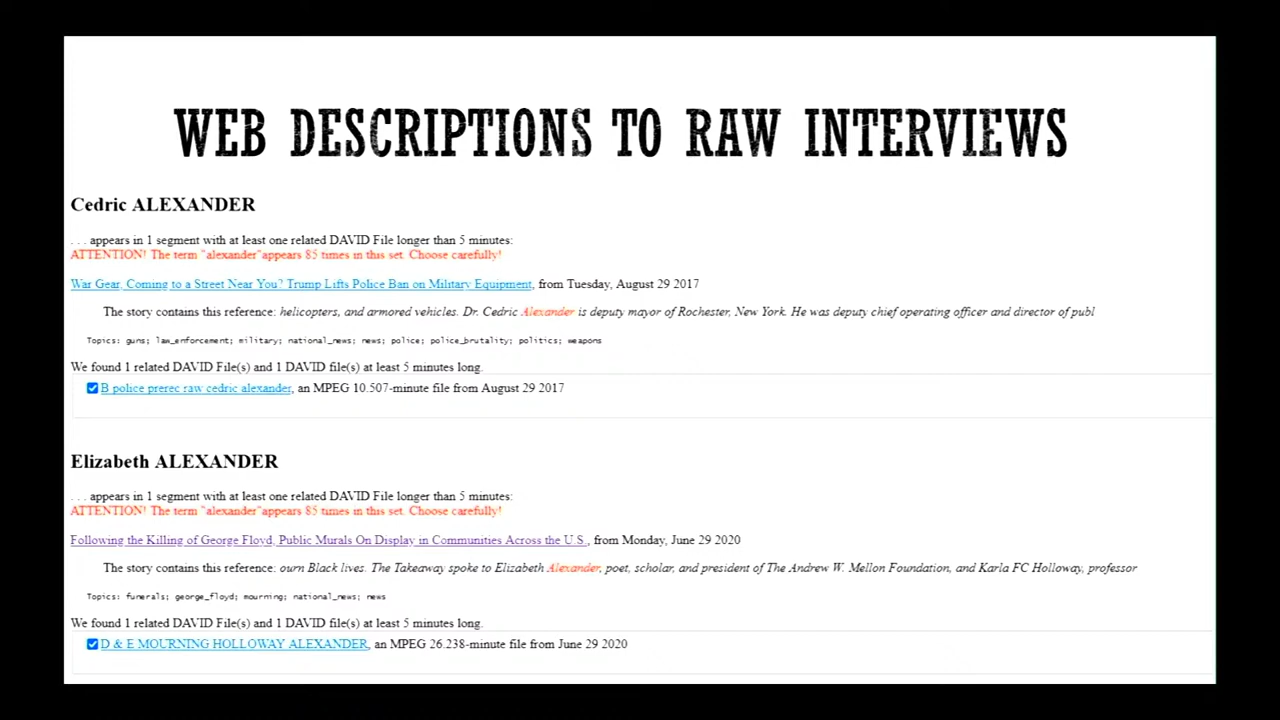 WEB DESCRIPTIONS TO RAW INTERVIEWS
Cedric ALEXANDER
. . . appears in 1 segment with at least one related DAVID File longer than 5 minutes:
ATTENTION! The term "alexander"appears 85 times in this set. Choose carefully!
War Gear, Coming to a Street Near You? Trump Lifts Police Ban on Military Equipment, from Tuesday, August 29 2017
The story contains this reference: helicopters, and armored vehicles. Dr. Cedric Alexander is deputy mayor of Rochester, New York. He was deputy chief operating officer and director of publ
Topics: guns; law_enforcement; military; national_news; news; police; police_brutality; politics; weapons
We found 1 related DAVID File(s) and 1 DAVID file(s) at least 5 minutes long.
B police prerec raw cedric alexander, an MPEG 10.507-minute file from August 29 2017
Elizabeth ALEXANDER
. . . appears in 1 segment with at least one related DAVID File longer than 5 minutes:
ATTENTION! The term "alexander"appears 85 times in this set. Choose carefully!
Following the Killing of George Floyd, Public Murals On Display in Communities Across the U.S., from Monday, June 29 2020
The story contains this reference: ourn Black lives. The Takeaway spoke to Elizabeth Alexander, poet, scholar, and president of The Andrew W. Mellon Foundation, and Karla FC Holloway, professor
Topics: funerals; george_floyd; mourning; national_news; news
We found 1 related DAVID File(s) and 1 DAVID file(s) at least 5 minutes long.
D & E MOURNING HOLLOWAY ALEXANDER, an MPEG 26.238-minute file from June 29 2020